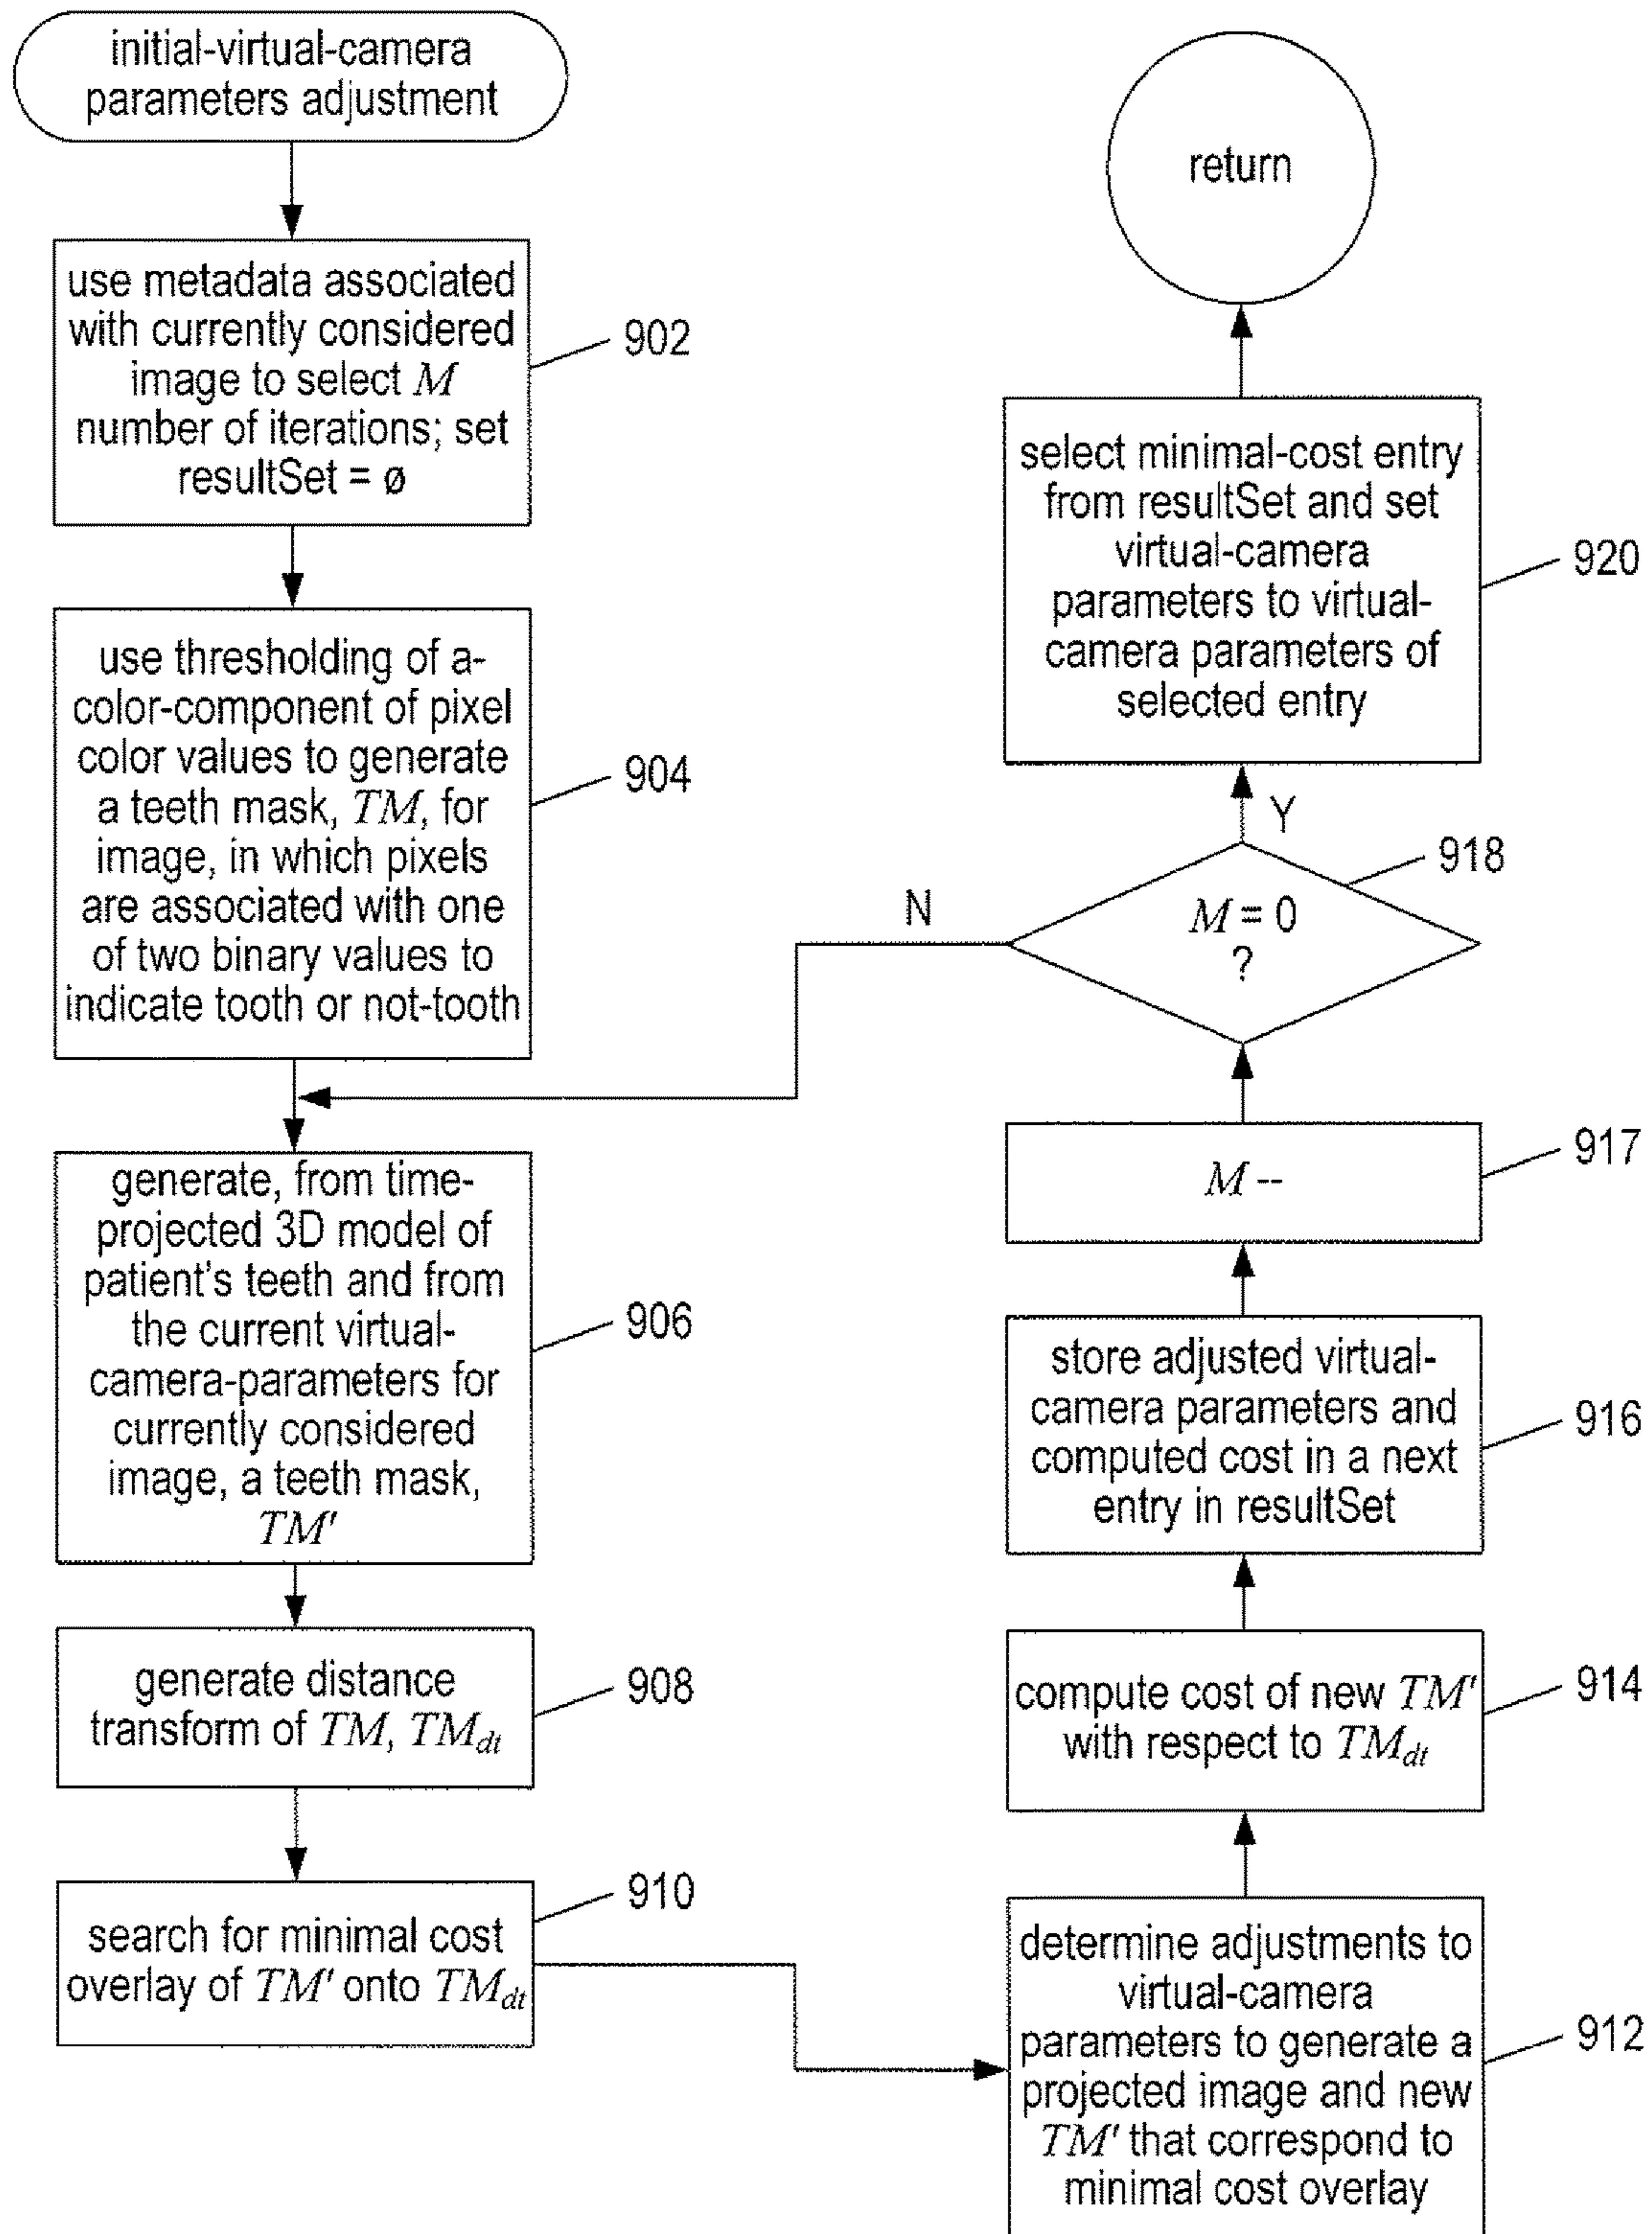 initial-virtual-camera
parameters adjustment
use metadata associated
with currently considered
image to select M
number of iterations; set
resultSet = ø
902
use thresholding of a-
color-component of pixel
color values to generate
a teeth mask, TM, for
image, in which pixels
are associated with one
of two binary values to
indicate tooth or not-tooth
904
generate, from time-
projected 3D model of
patient's teeth and from
the current virtual-
camera-parameters for
currently considered
image, a teeth mask,
TM'
906
generate distance
transform of TM, TMdt
908
search for minimal cost
overlay of TM' onto TMdt
910
determine adjustments to
virtual-camera
parameters to generate a
projected image and new
TM' that correspond to
minimal cost overlay
912
compute cost of new TM'
with respect to TMdt
914
store adjusted virtual-
camera parameters and
computed cost in a next
entry in resultSet
916
M --
917
M = 0
?
918
N
Y
select minimal-cost entry
from resultSet and set
virtual-camera
parameters to virtual-
camera parameters of
selected entry
920
return